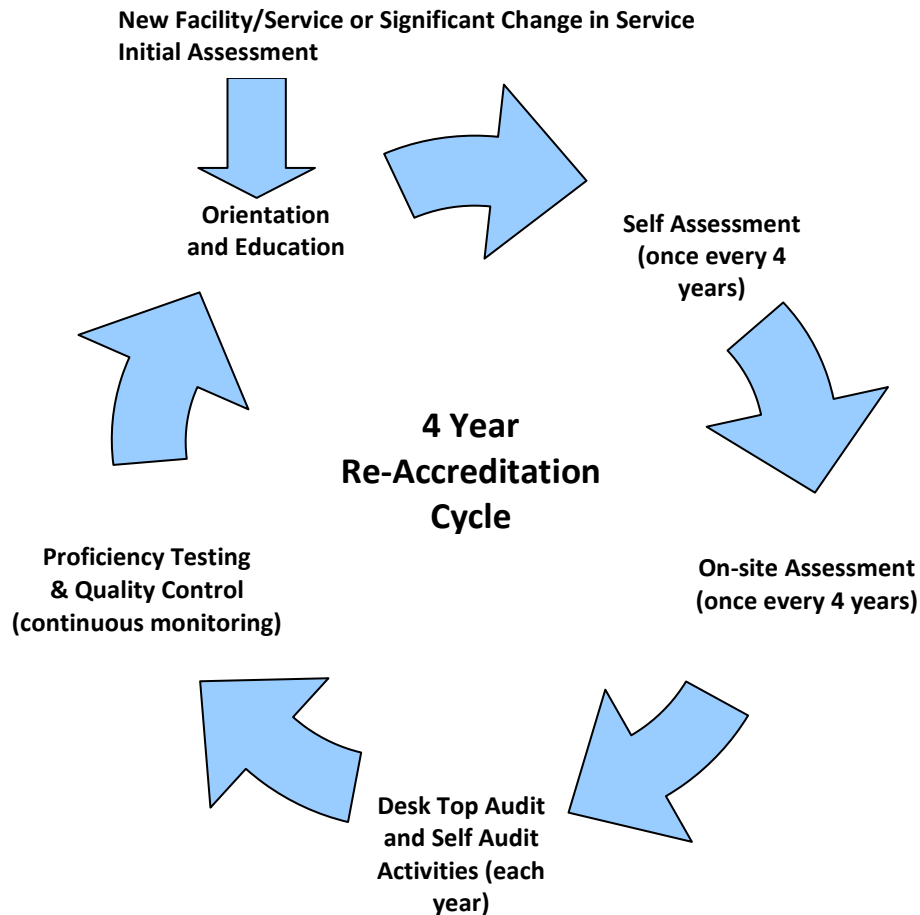 New Facility/Service or Significant Change in Service
Initial Assessment
Orientation
and Education
Self Assessment
(once every 4
years)
4 Year
Re-Accreditation
Cycle
Proficiency Testing
& Quality Control
(continuous monitoring)
On-site Assessment
(once every 4 years)
Desk Top Audit
and Self Audit
Activities (each
year)